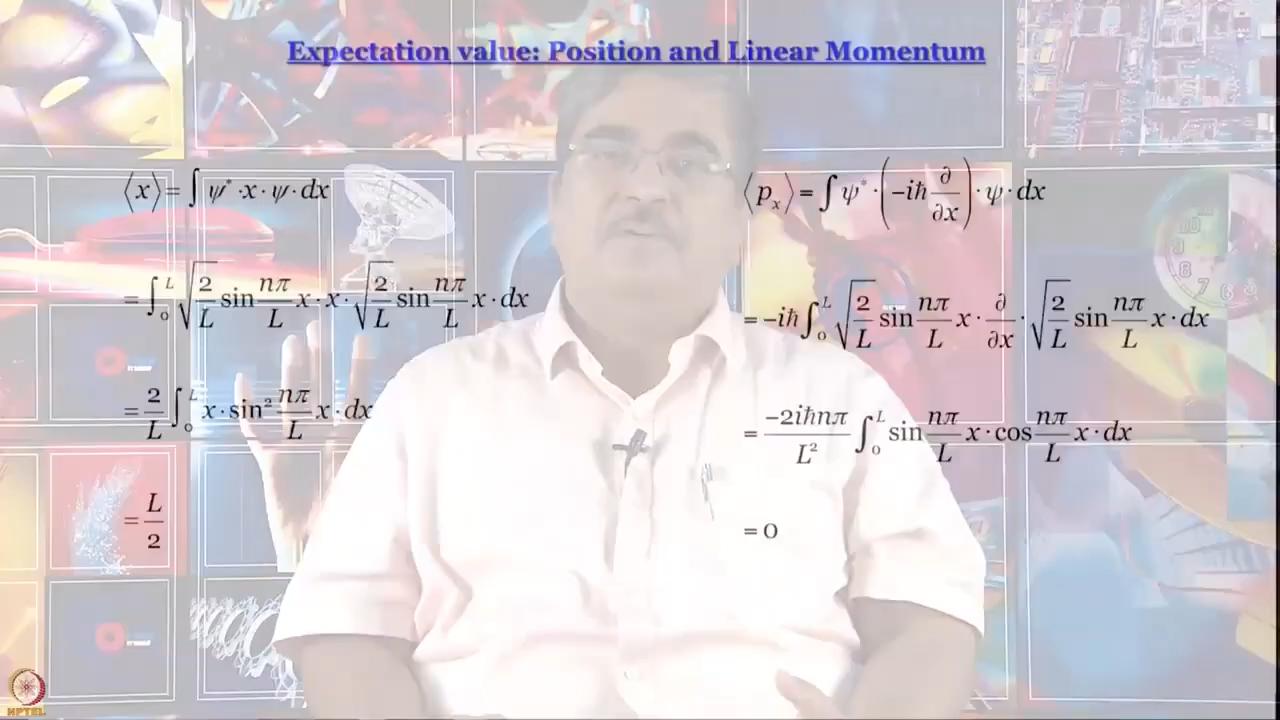 Expectation value: Position and Linear Momentum
⟨x⟩ = ∫ ψ* · x · ψ · dx
= ∫₀ᴸ √(2/L) sin (nπ/L) x · x · √(2/L) sin (nπ/L) x · dx
= (2/L) ∫₀ᴸ x · sin² (nπ/L) x · dx
= L/2
⟨pₓ⟩ = ∫ ψ* · (−iℏ ∂/∂x) · ψ · dx
= −iℏ ∫₀ᴸ √(2/L) sin (nπ/L) x · ∂/∂x · √(2/L) sin (nπ/L) x · dx
= (−2iℏnπ/L²) ∫₀ᴸ sin (nπ/L) x · cos (nπ/L) x · dx
= 0
NPTEL